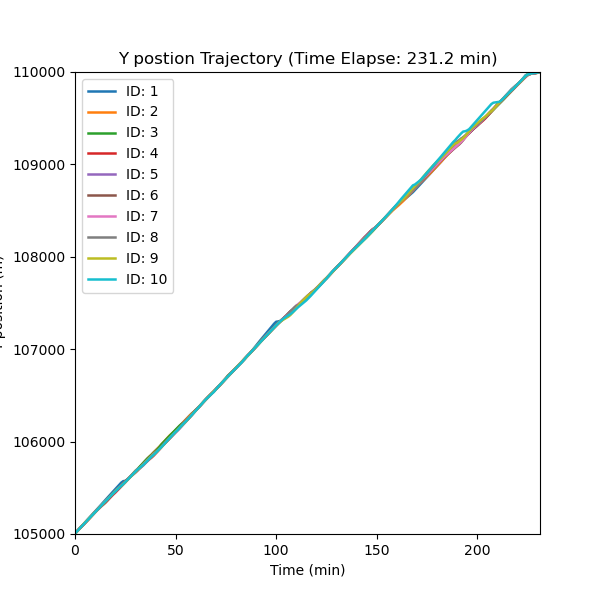 Y postion Trajectory (Time Elapse: 231.2 min)
110000
109000
108000
107000
106000
105000
ID: 1
ID: 2
ID: 3
ID: 4
ID: 5
ID: 6
ID: 7
ID: 8
ID: 9
ID: 10
0
50
100
150
200
Time (min)